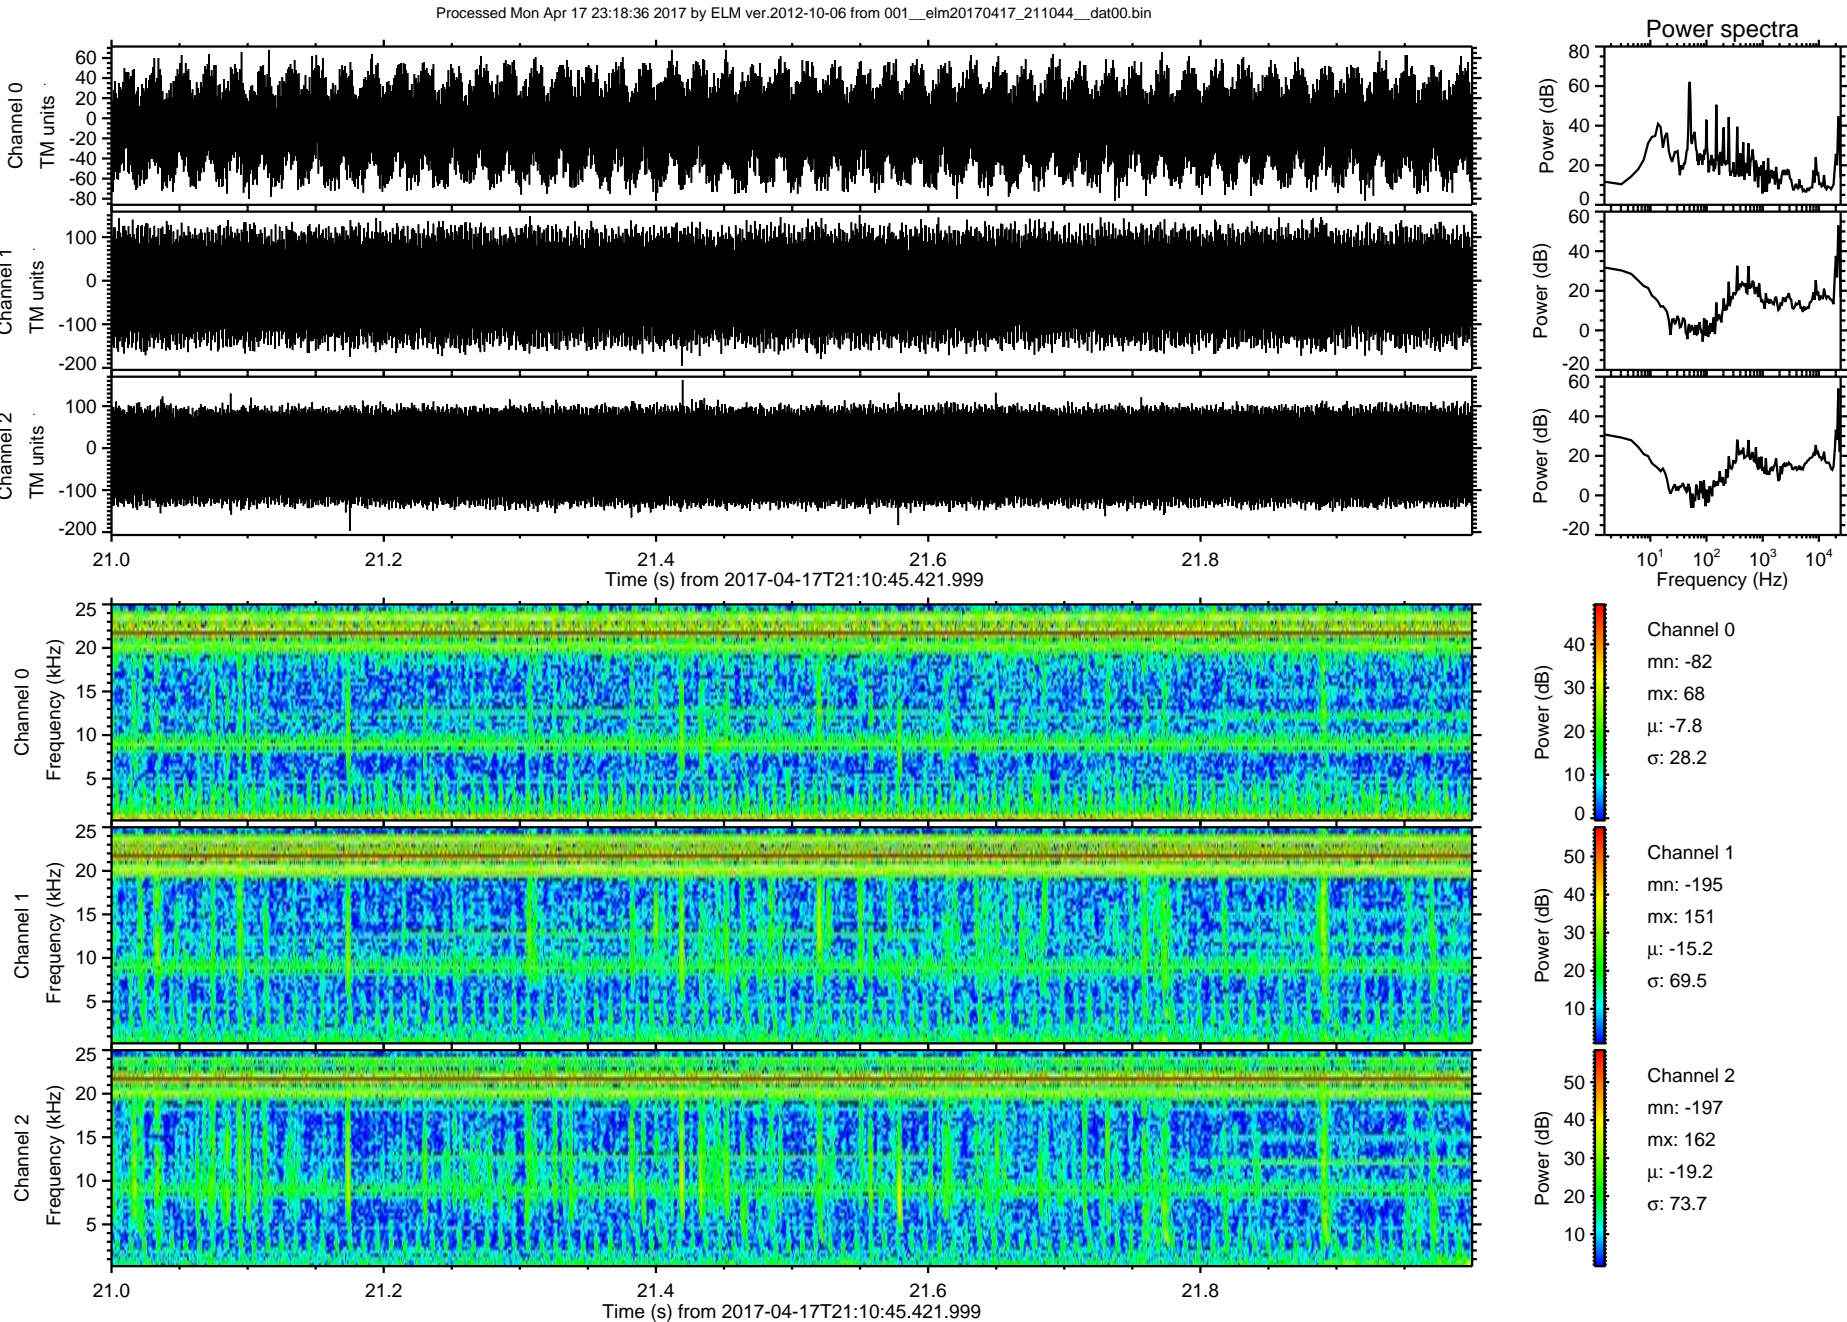 Processed Mon Apr 17 23:18:36 2017 by ELM ver.2012-10-06 from 001__elm20170417_211044__dat00.bin
Power spectra
Channel 0
TM units
60
40
20
0
-20
-40
-60
-80
Power (dB)
80
60
40
20
0
Channel 1
TM units
100
0
-100
-200
Power (dB)
60
40
20
0
-20
Channel 2
TM units
100
0
-100
-200
Power (dB)
60
40
20
0
-20
21.0 21.2 21.4 21.6 21.8
Time (s) from 2017-04-17T21:10:45.421.999
10¹ 10² 10³ 10⁴
Frequency (Hz)
Channel 0
Frequency (kHz)
25
20
15
10
5
Power (dB)
40
30
20
10
0
Channel 0
mn: -82
mx: 68
μ: -7.8
σ: 28.2
Channel 1
Frequency (kHz)
25
20
15
10
5
Power (dB)
50
40
30
20
10
Channel 1
mn: -195
mx: 151
μ: -15.2
σ: 69.5
Channel 2
Frequency (kHz)
25
20
15
10
5
Power (dB)
50
40
30
20
10
Channel 2
mn: -197
mx: 162
μ: -19.2
σ: 73.7
21.0 21.2 21.4 21.6 21.8
Time (s) from 2017-04-17T21:10:45.421.999